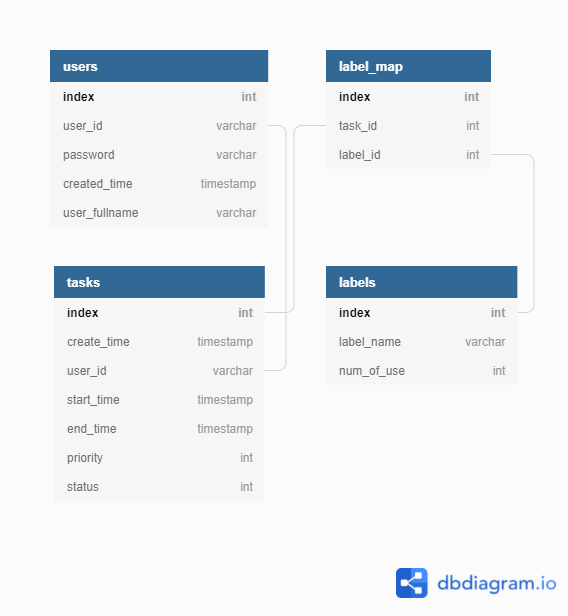 users
index int
user_id varchar
password varchar
created_time timestamp
user_fullname varchar
label_map
index int
task_id int
label_id int
tasks
index int
create_time timestamp
user_id varchar
start_time timestamp
end_time timestamp
priority int
status int
labels
index int
label_name varchar
num_of_use int
dbdiagram.io